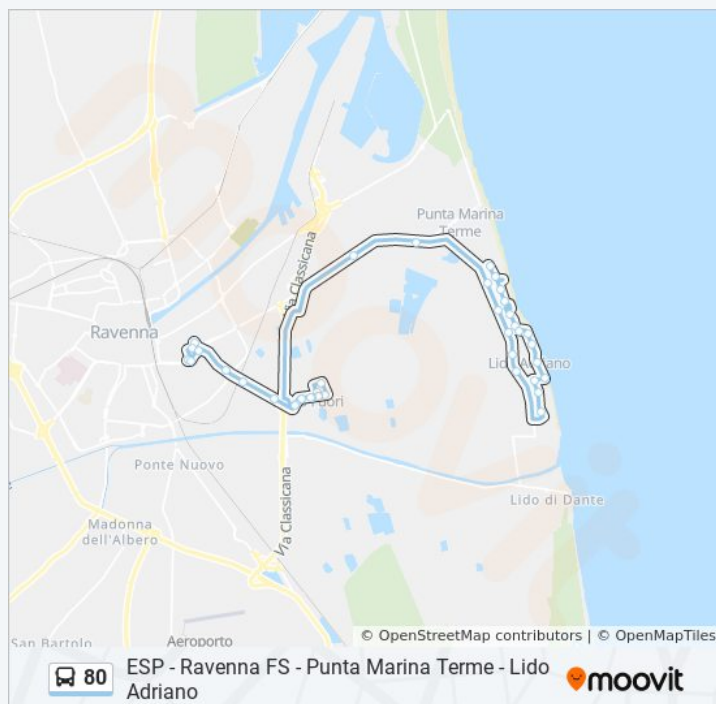 Punta Marina
Terme
Via Classicana
Ravenna
Lido Adriano
Fuori
Ponte Nuovo
Via Classicana
Lido di Dante
Madonna
dell'Albero
San Bartolo
Aeroporto
© OpenStreetMap contributors | © OpenMapTiles
80
ESP - Ravenna FS - Punta Marina Terme - Lido
Adriano
moovit